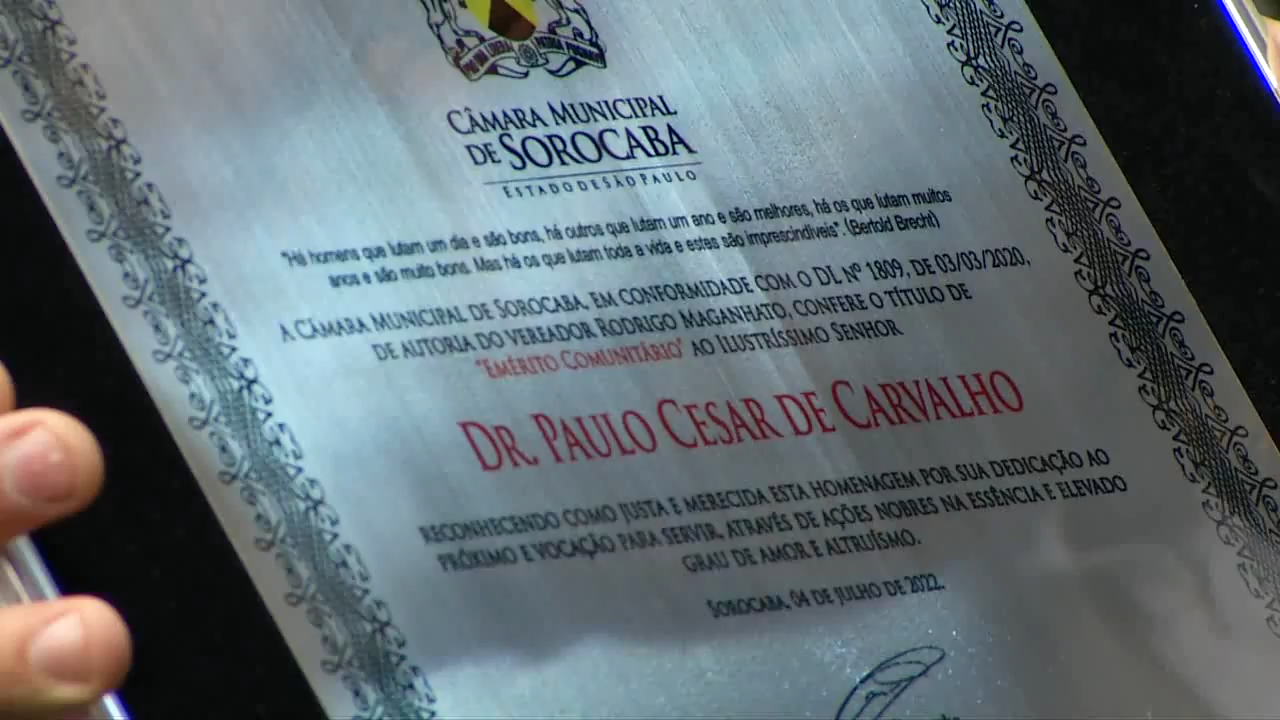 CÂMARA MUNICIPAL
DE SOROCABA
ESTADO DE SÃO PAULO
"Há homens que lutam um dia e são bons, há outros que lutam um ano e são melhores, há os que lutam muitos
anos e são muito bons. Mas há os que lutam toda a vida e estes são imprescindíveis". (Bertold Brecht)
A CÂMARA MUNICIPAL DE SOROCABA, EM CONFORMIDADE COM O DL Nº 1809, DE 03/03/2020,
DE AUTORIA DO VEREADOR RODRIGO MAGANHATO, CONFERE O TÍTULO DE
"EMÉRITO COMUNITÁRIO" AO ILUSTRÍSSIMO SENHOR
DR. PAULO CESAR DE CARVALHO
RECONHECENDO COMO JUSTA E MERECIDA ESTA HOMENAGEM POR SUA DEDICAÇÃO AO
PRÓXIMO E VOCAÇÃO PARA SERVIR, ATRAVÉS DE AÇÕES NOBRES NA ESSÊNCIA E ELEVADO
GRAU DE AMOR E ALTRUÍSMO.
SOROCABA, 04 DE JULHO DE 2022.